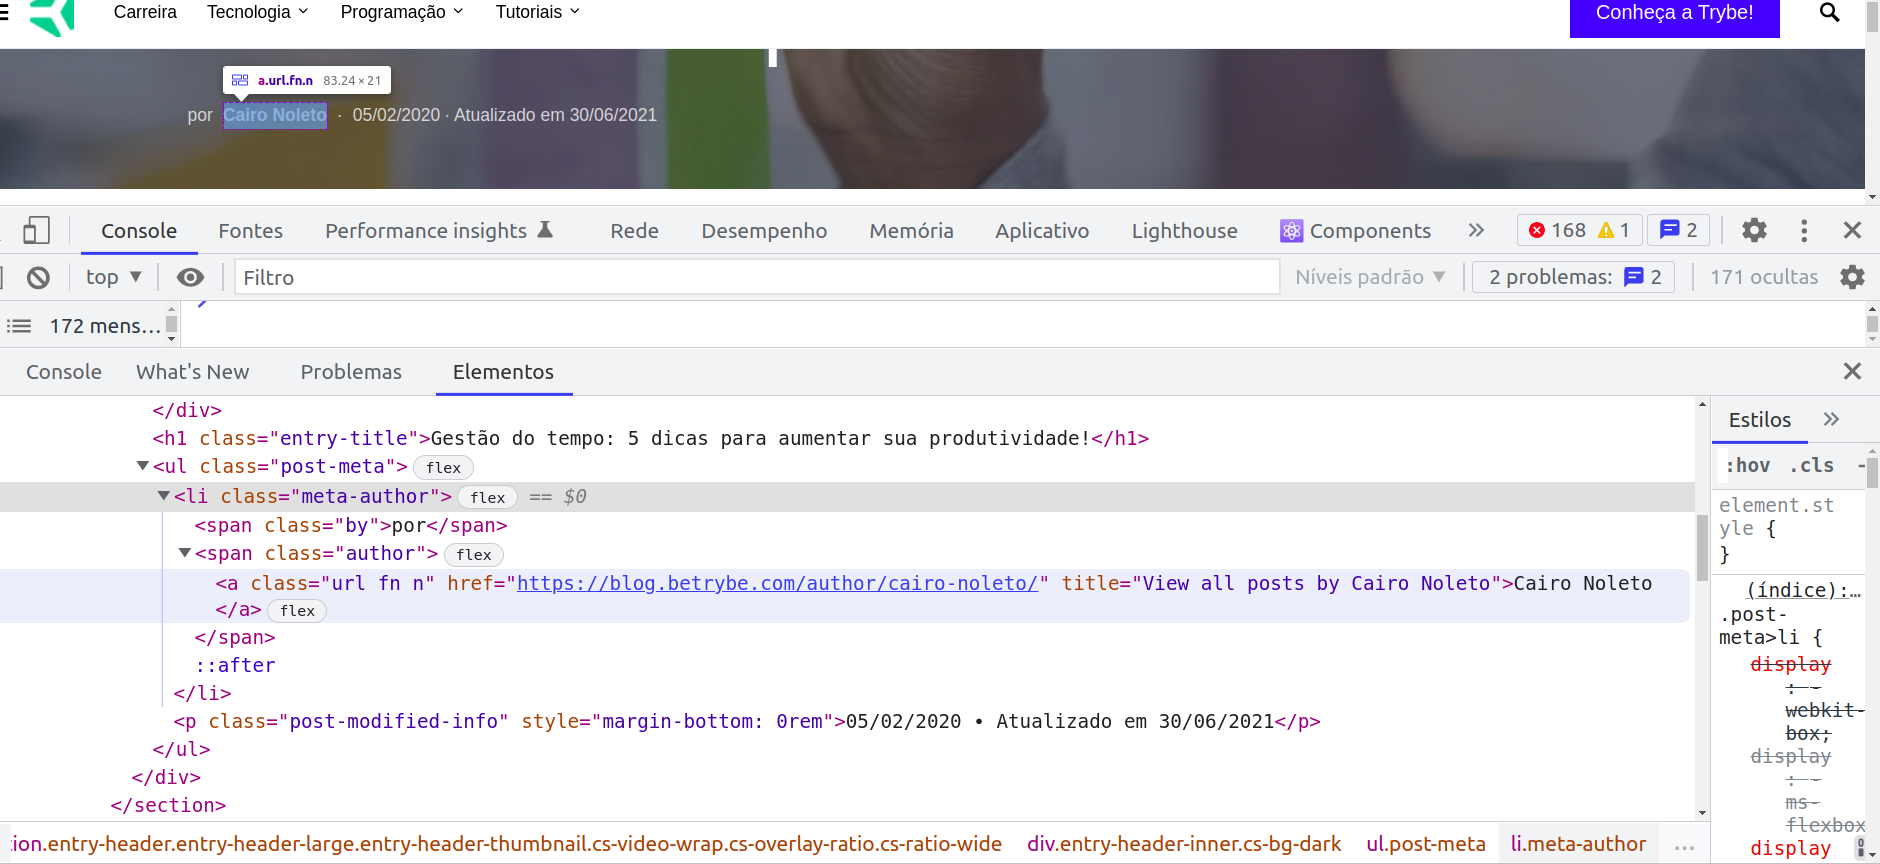 Carreira Tecnologia Programação Tutoriais Conheça a Trybe!
a.url.fn.n 83.24 × 21
por Cairo Noleto · 05/02/2020 · Atualizado em 30/06/2021
Console Fontes Performance insights Rede Desempenho Memória Aplicativo Lighthouse Components 168 1 2
top Filtro Níveis padrão 2 problemas: 2 171 ocultas
172 mens…
Console What's New Problemas Elementos
</div>
<h1 class="entry-title">Gestão do tempo: 5 dicas para aumentar sua produtividade!</h1>
<ul class="post-meta"> flex
<li class="meta-author"> flex == $0
<span class="by">por</span>
<span class="author"> flex
<a class="url fn n" href="https://blog.betrybe.com/author/cairo-noleto/" title="View all posts by Cairo Noleto">Cairo Noleto
</a> flex
</span>
::after
</li>
<p class="post-modified-info" style="margin-bottom: 0rem">05/02/2020 • Atualizado em 30/06/2021</p>
</ul>
</div>
</section>
Estilos
:hov .cls
element.st
yle {
}
(índice):…
.post-
meta>li {
display
: -
webkit-
box;
display
: -
ms-
flexbox
display
ion.entry-header.entry-header-large.entry-header-thumbnail.cs-video-wrap.cs-overlay-ratio.cs-ratio-wide div.entry-header-inner.cs-bg-dark ul.post-meta li.meta-author ...